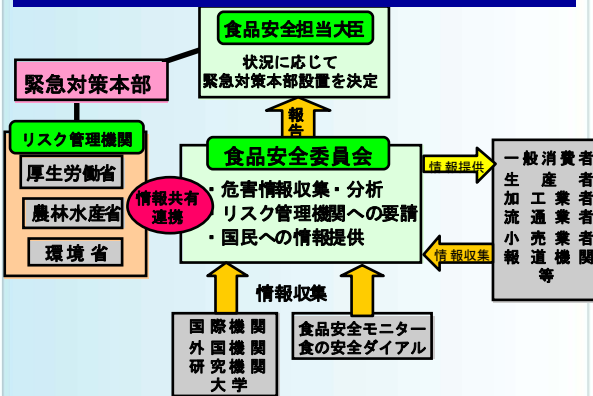 食品安全担当大臣
状況に応じて
緊急対策本部設置を決定
緊急対策本部
報告
リスク管理機関
厚生労働省
農林水産省
環境省
情報共有
連携
食品安全委員会
・危害情報収集・分析
・リスク管理機関への要請
・国民への情報提供
情報提供
情報収集
一般消費者
生産者
加工業者
流通業者
小売業者
報道機関
等
情報収集
国際機関
外国機関
研究機関
大学
食品安全モニター
食の安全ダイアル